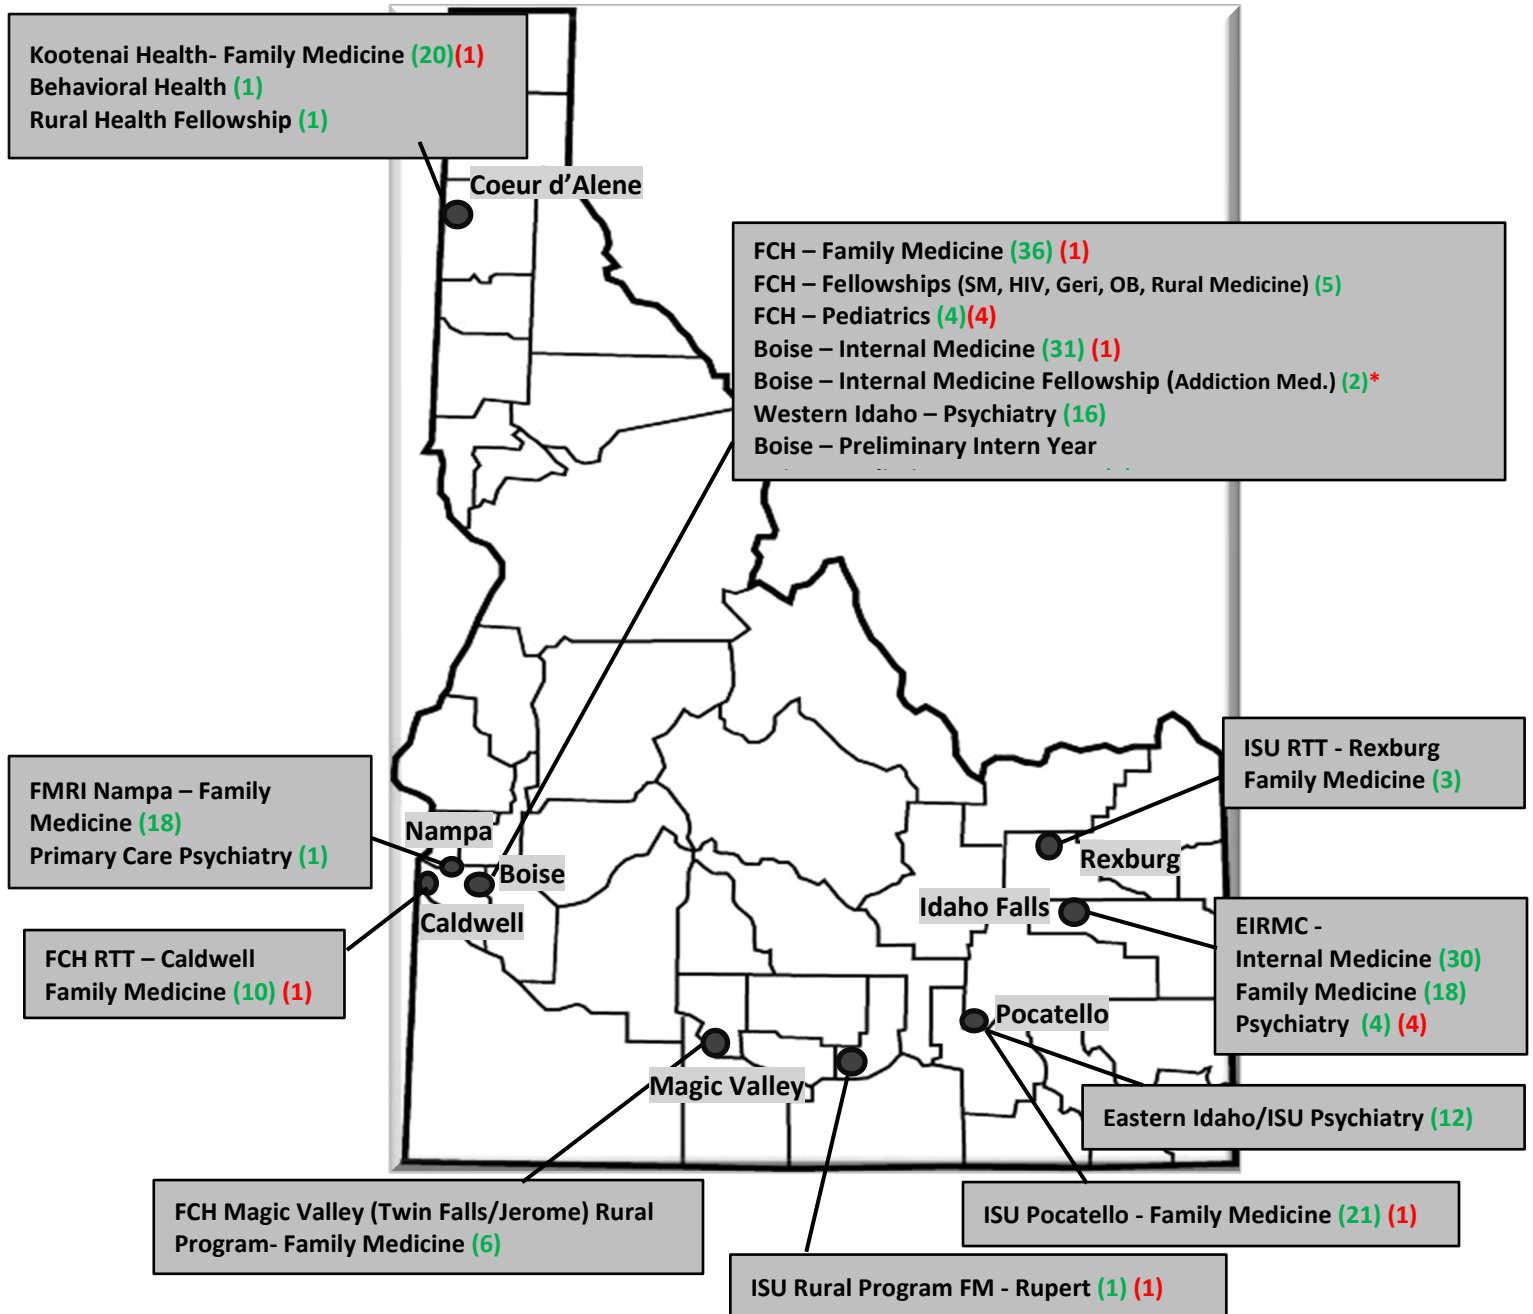 Kootenai Health- Family Medicine (20)(1)
Behavioral Health (1)
Rural Health Fellowship (1)
Coeur d’Alene
FCH – Family Medicine (36) (1)
FCH – Fellowships (SM, HIV, Geri, OB, Rural Medicine) (5)
FCH – Pediatrics (4)(4)
Boise – Internal Medicine (31) (1)
Boise – Internal Medicine Fellowship (Addiction Med.) (2)*
Western Idaho – Psychiatry (16)
Boise – Preliminary Intern Year
ISU RTT - Rexburg
Family Medicine (3)
FMRI Nampa – Family
Medicine (18)
Primary Care Psychiatry (1)
Nampa
Boise
Caldwell
Rexburg
Idaho Falls
EIRMC -
Internal Medicine (30)
Family Medicine (18)
Psychiatry (4) (4)
FCH RTT – Caldwell
Family Medicine (10) (1)
Pocatello
Magic Valley
Eastern Idaho/ISU Psychiatry (12)
FCH Magic Valley (Twin Falls/Jerome) Rural
Program- Family Medicine (6)
ISU Pocatello - Family Medicine (21) (1)
ISU Rural Program FM - Rupert (1) (1)